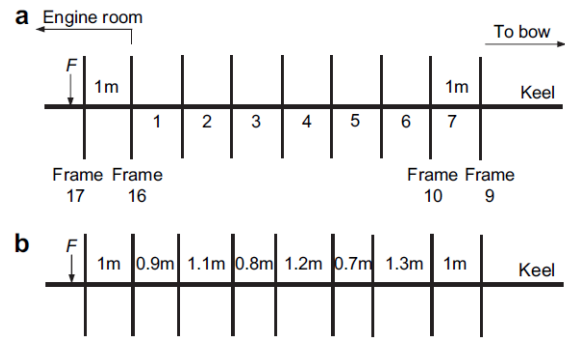 a
Engine room
To bow
F
1m
1m
Keel
1 2 3 4 5 6 7
Frame Frame
17 16
Frame Frame
10 9
b
F
1m 0.9m 1.1m 0.8m 1.2m 0.7m 1.3m 1m
Keel